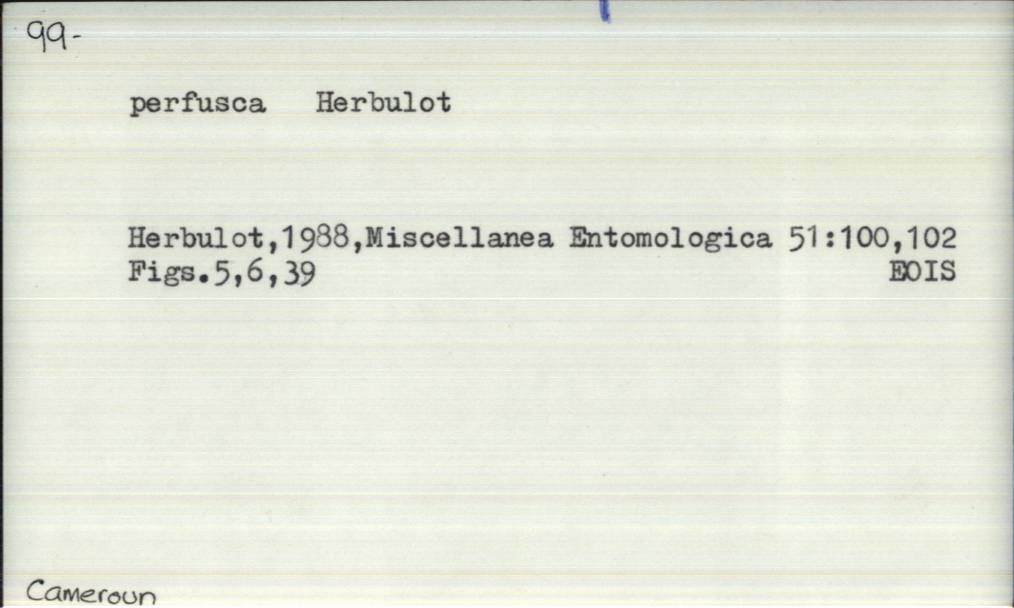 99-
perfusca Herbulot
Herbulot,1988,Miscellanea Entomologica 51:100,102
Figs.5,6,39 EOIS
Cameroun